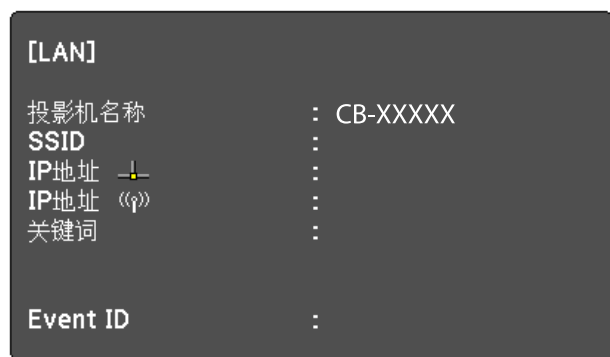 [LAN]
投影机名称 : CB-XXXXX
SSID :
IP地址 :
IP地址 :
关键词 :
Event ID :